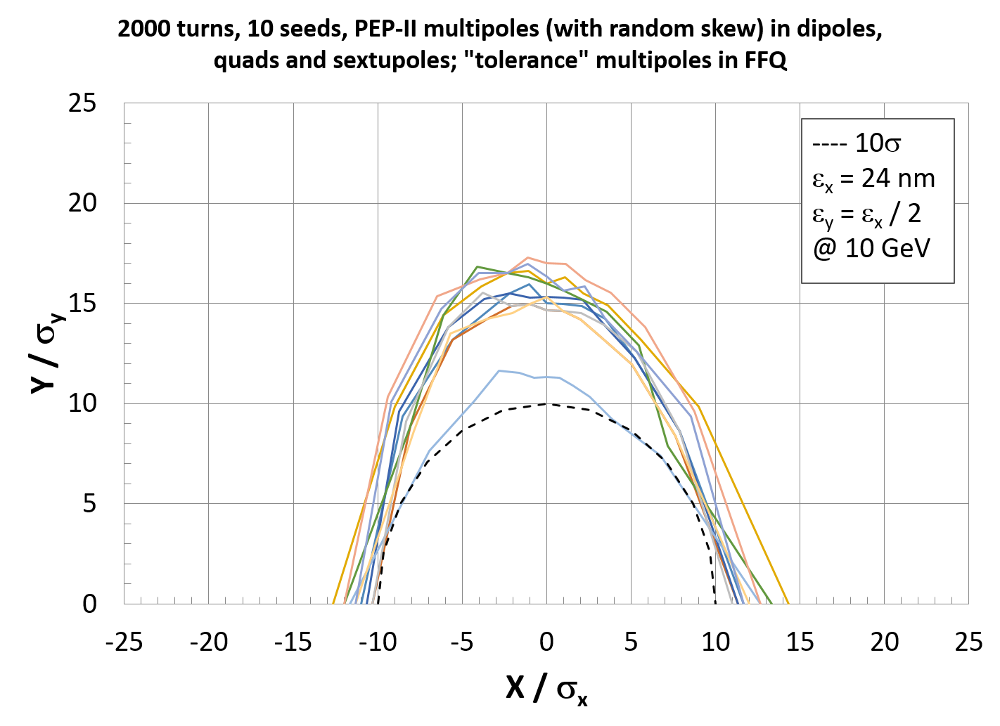 2000 turns, 10 seeds, PEP-II multipoles (with random skew) in dipoles,
quads and sextupoles; "tolerance" multipoles in FFQ
25
20
15
10
5
0
Y / σy
---- 10σ
εx = 24 nm
εy = εx / 2
@ 10 GeV
-25 -20 -15 -10 -5 0 5 10 15 20 25
X / σx